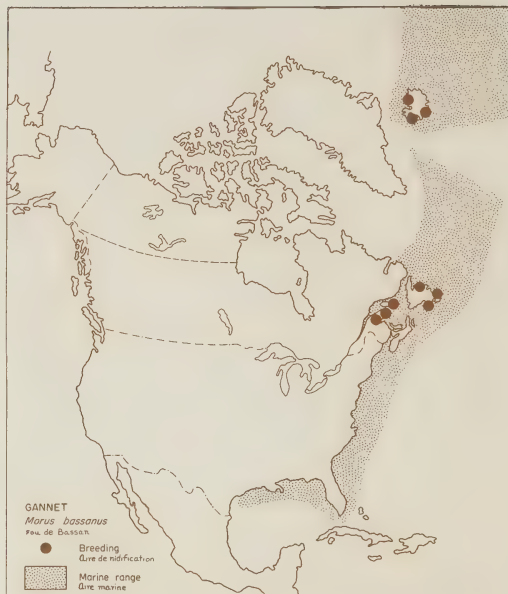 GANNET
Morus bassanus
Fou de Bassan
Breeding
Aire de nidification
Marine range
Aire marine